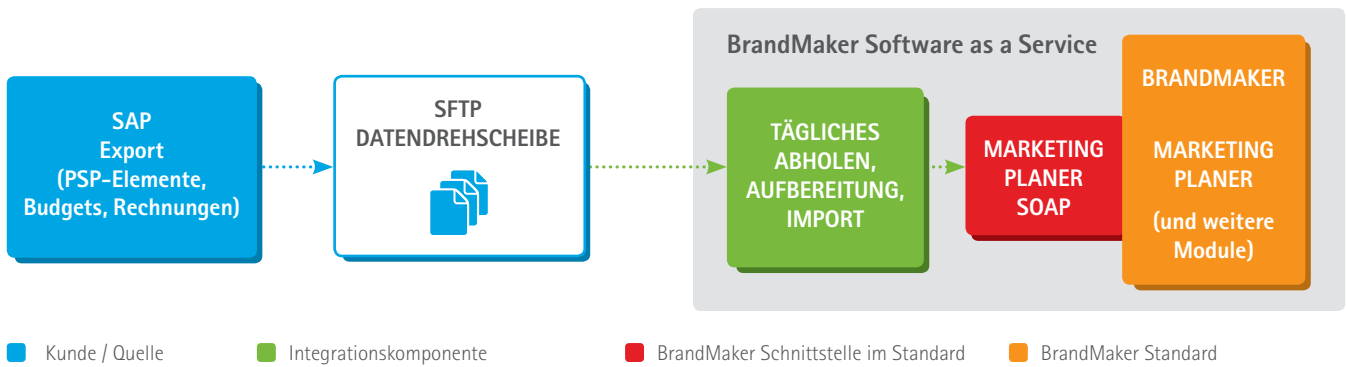 BrandMaker Software as a Service
SAP
Export
(PSP-Elemente,
Budgets, Rechnungen)
SFTP
DATENDREHSCHEIBE
TÄGLICHES
ABHOLEN,
AUFBEREITUNG,
IMPORT
MARKETING
PLANER
SOAP
BRANDMAKER
MARKETING
PLANER
(und weitere
Module)
Kunde / Quelle
Integrationskomponente
BrandMaker Schnittstelle im Standard
BrandMaker Standard